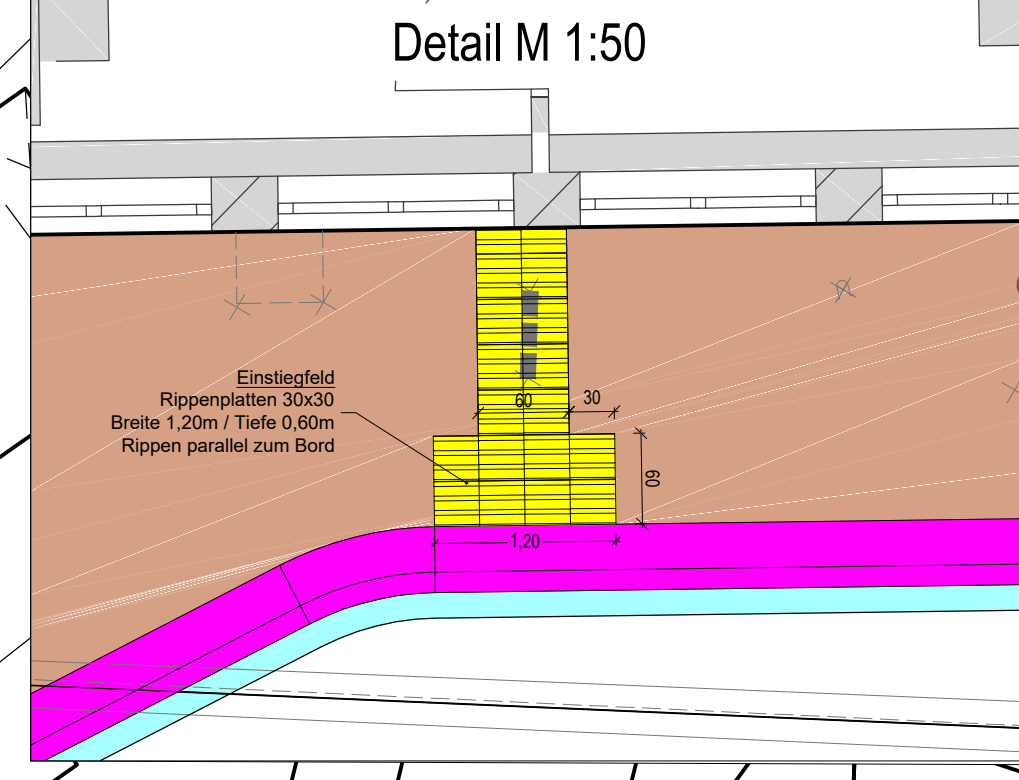 Detail M 1:50
Einstiegfeld
Rippenplatten 30x30
Breite 1,20m / Tiefe 0,60m
Rippen parallel zum Bord
60
30
60
1,20